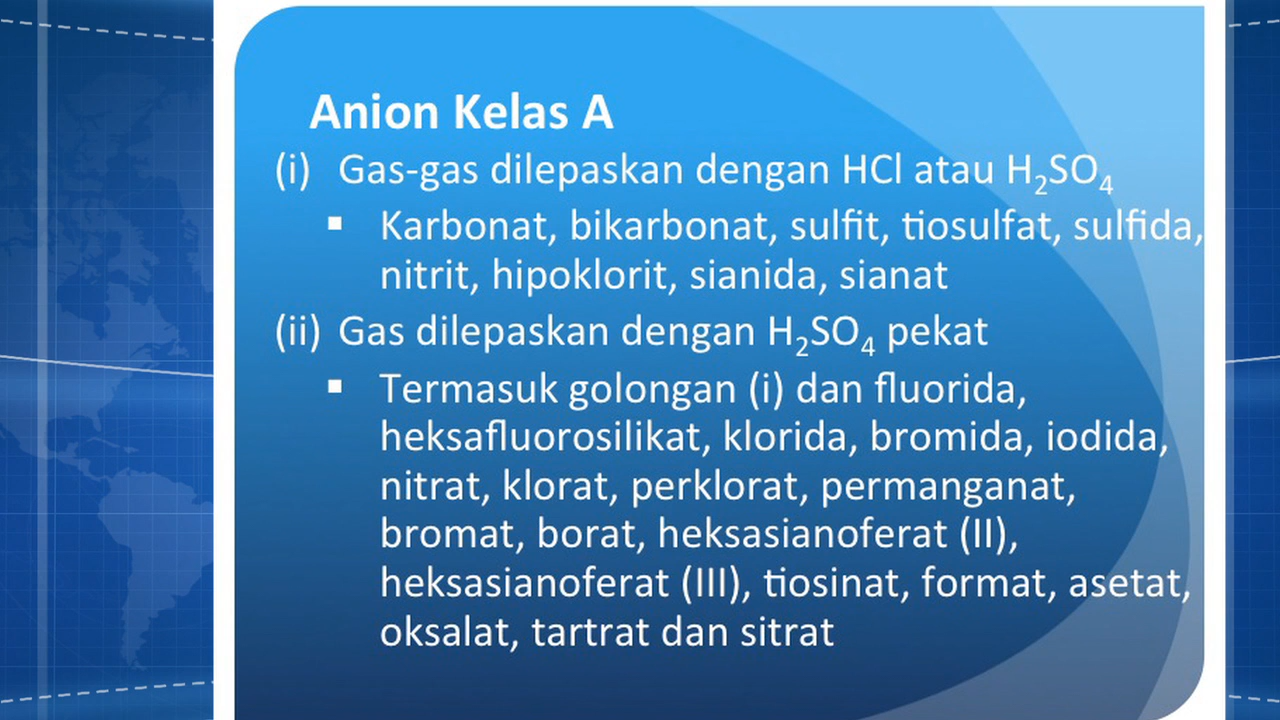 Anion Kelas A
(i) Gas-gas dilepaskan dengan HCl atau H₂SO₄
▪ Karbonat, bikarbonat, sulfit, tiosulfat, sulfida,
nitrit, hipoklorit, sianida, sianat
(ii) Gas dilepaskan dengan H₂SO₄ pekat
▪ Termasuk golongan (i) dan fluorida,
heksafluorosilikat, klorida, bromida, iodida,
nitrat, klorat, perklorat, permanganat,
bromat, borat, heksasianoferat (II),
heksasianoferat (III), tiosinat, format, asetat,
oksalat, tartrat dan sitrat